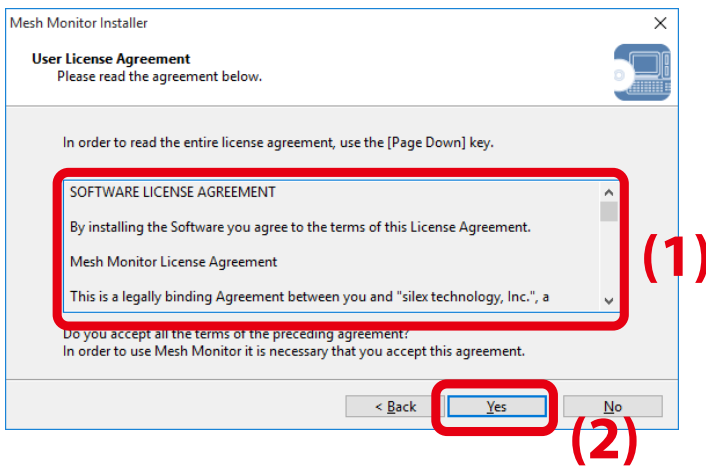 Mesh Monitor Installer
User License Agreement
Please read the agreement below.
In order to read the entire license agreement, use the [Page Down] key.
SOFTWARE LICENSE AGREEMENT
By installing the Software you agree to the terms of this License Agreement.
Mesh Monitor License Agreement
This is a legally binding Agreement between you and "silex technology, Inc.", a
(1)
Do you accept all the terms of the preceding agreement?
In order to use Mesh Monitor it is necessary that you accept this agreement.
< Back Yes No
(2)